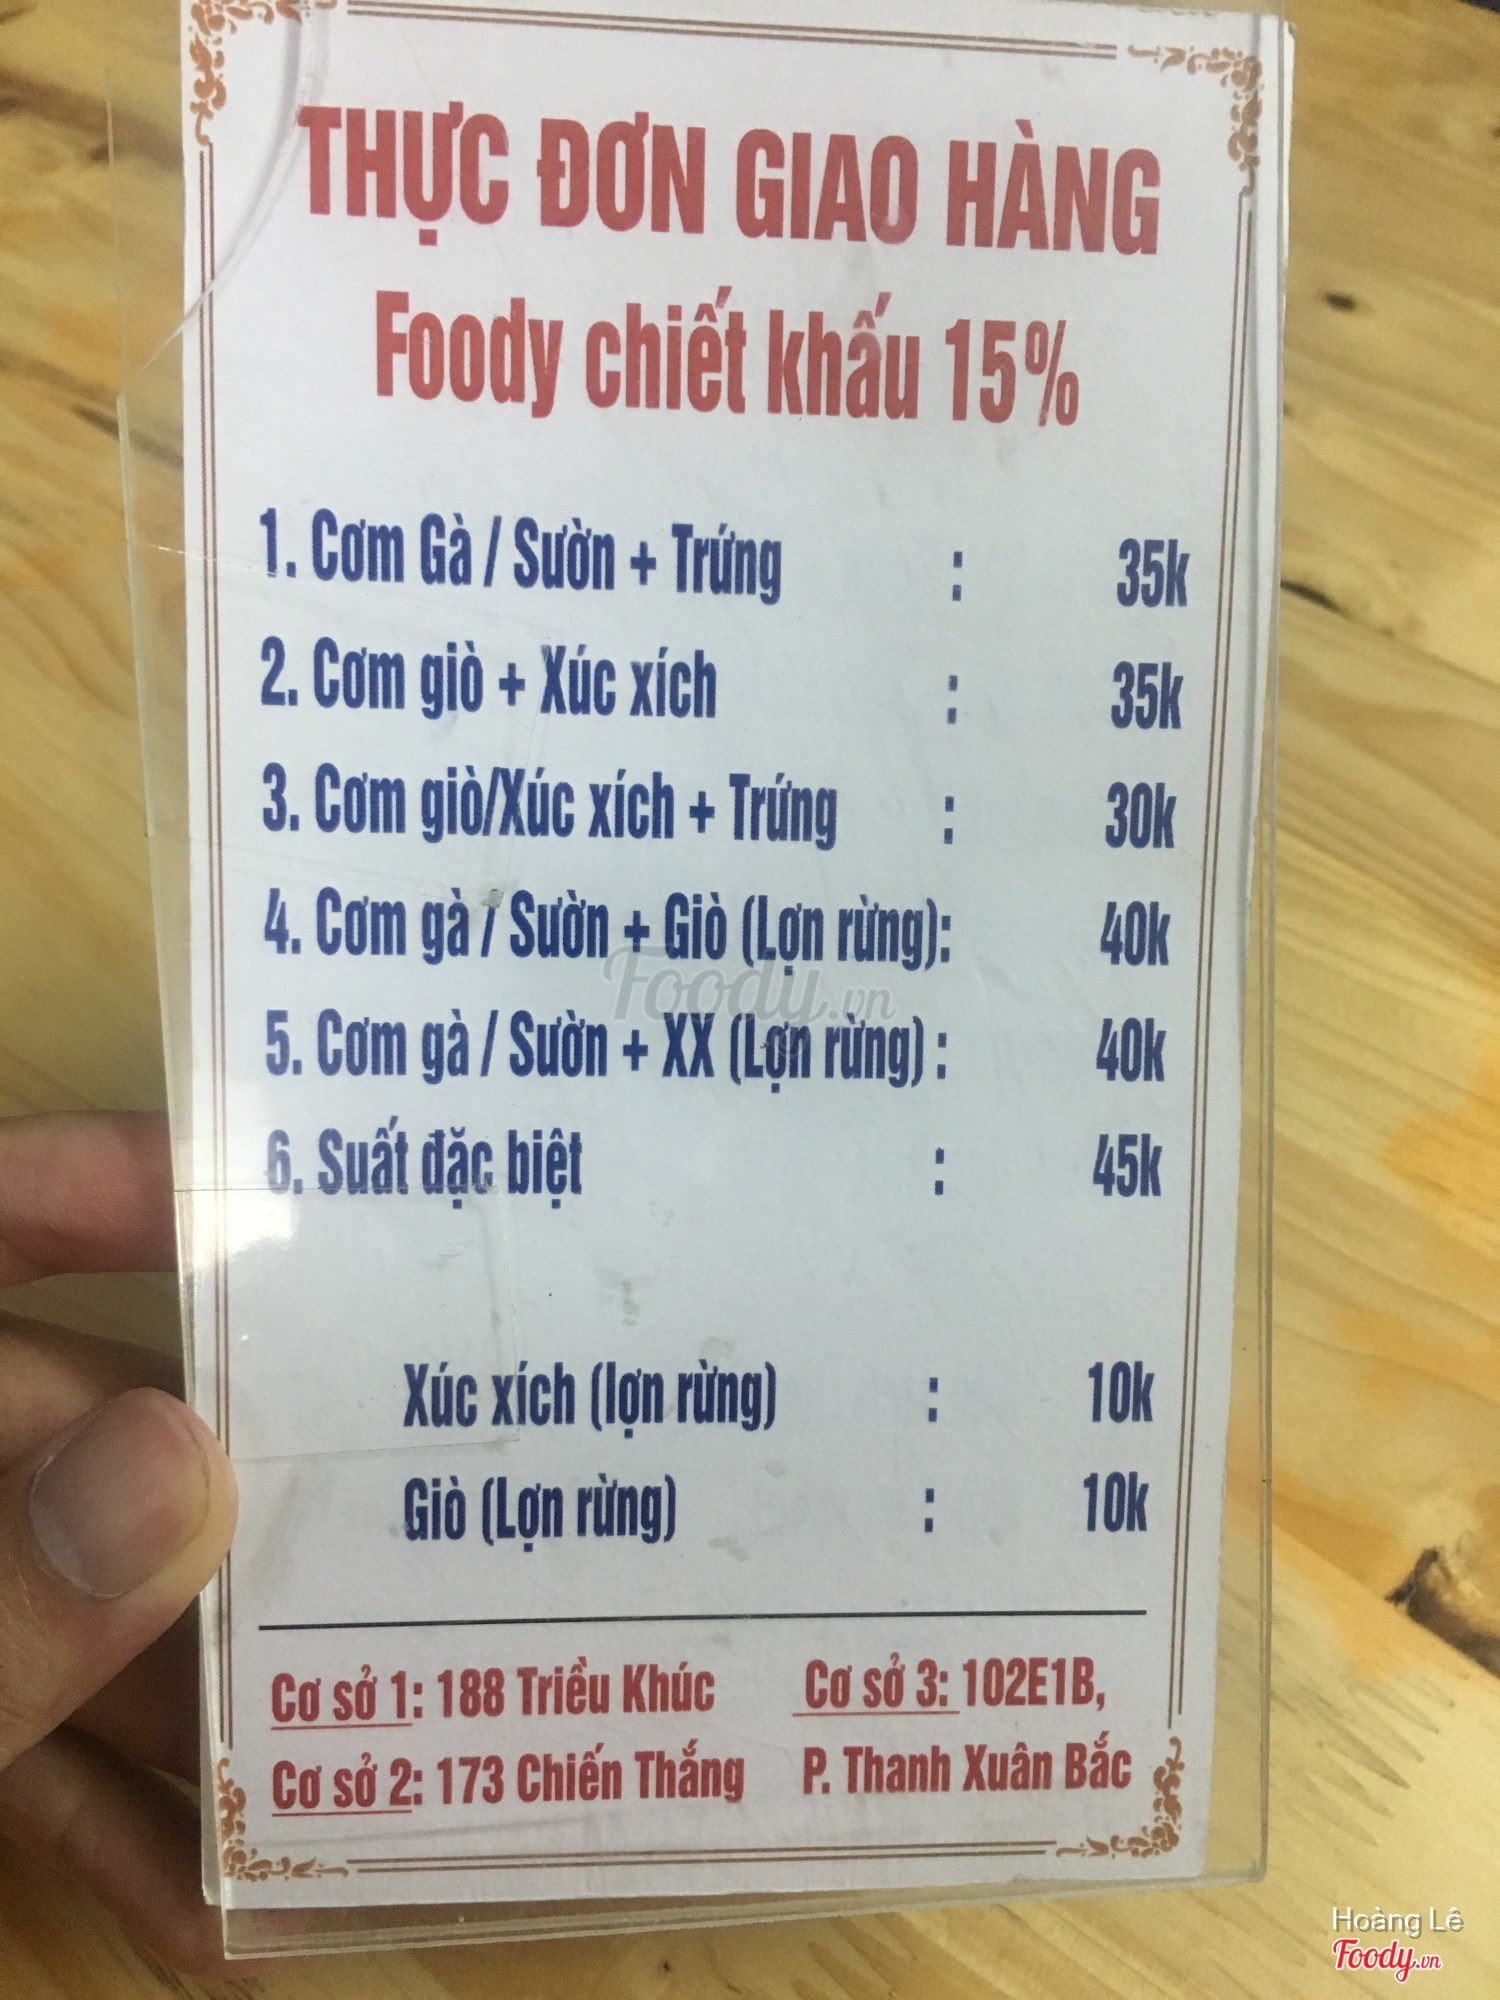 THỰC ĐƠN GIAO HÀNG
Foody chiết khấu 15%
1. Cơm Gà / Sườn + Trứng : 35k
2. Cơm giò + Xúc xích : 35k
3. Cơm giò/Xúc xích + Trứng : 30k
4. Cơm gà / Sườn + Giò (Lợn rừng): 40k
5. Cơm gà / Sườn + XX (Lợn rừng) : 40k
6. Suất đặc biệt : 45k
Foody.vn
Xúc xích (lợn rừng) : 10k
Giò (Lợn rừng) : 10k
Cơ sở 1: 188 Triều Khúc
Cơ sở 2: 173 Chiến Thắng
Cơ sở 3: 102E1B,
P. Thanh Xuân Bắc
Hoàng Lê
Foody.vn